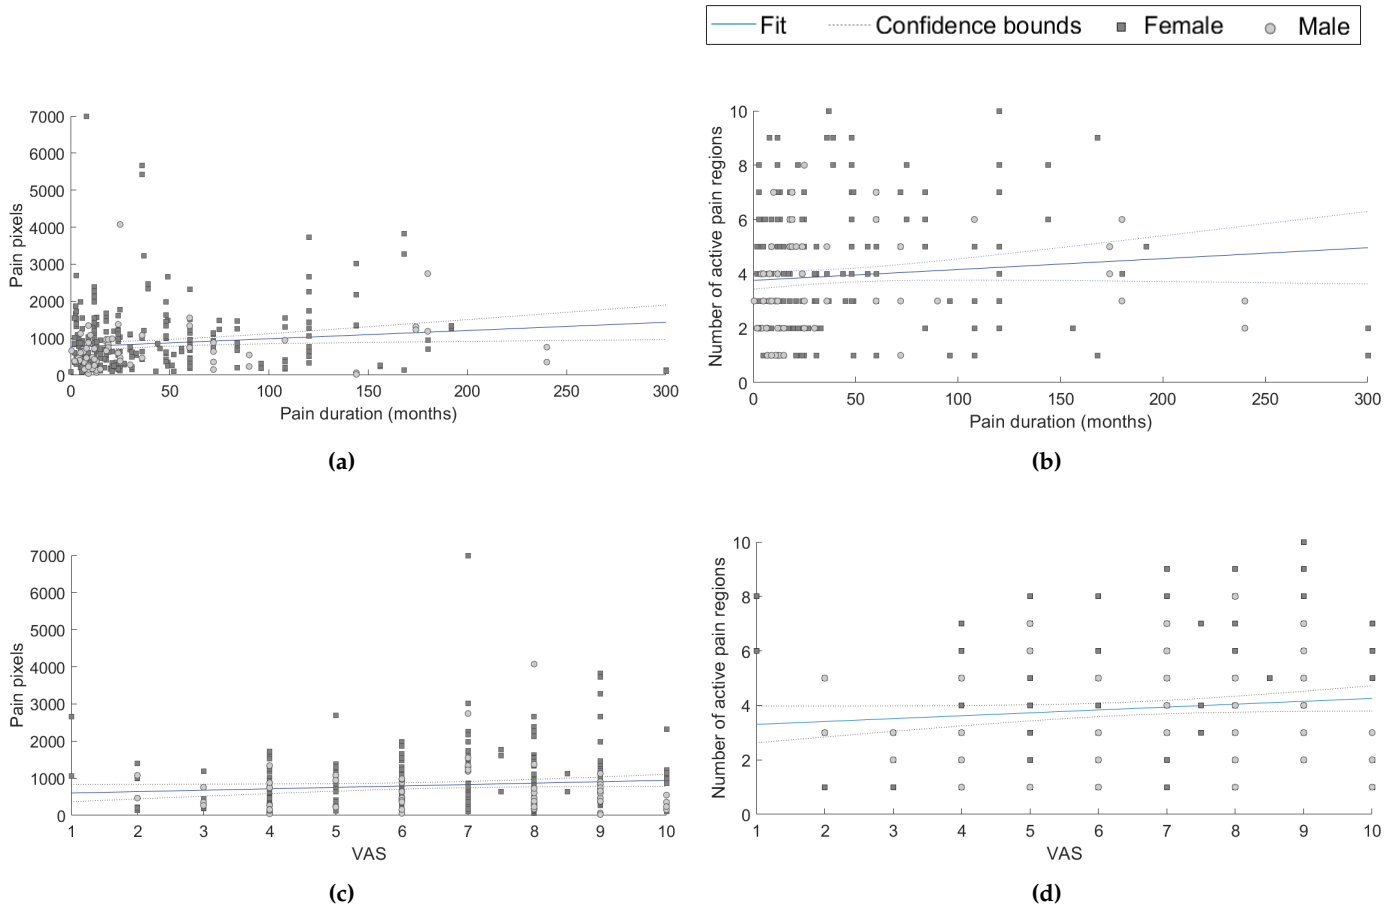 Fit Confidence bounds Female Male
7000
6000
5000
4000
3000
2000
1000
0
Pain pixels
0 50 100 150 200 250 300
Pain duration (months)
(a)
10
8
6
4
2
0
Number of active pain regions
0 50 100 150 200 250 300
Pain duration (months)
(b)
7000
6000
5000
4000
3000
2000
1000
0
Pain pixels
1 2 3 4 5 6 7 8 9 10
VAS
(c)
10
8
6
4
2
0
Number of active pain regions
1 2 3 4 5 6 7 8 9 10
VAS
(d)